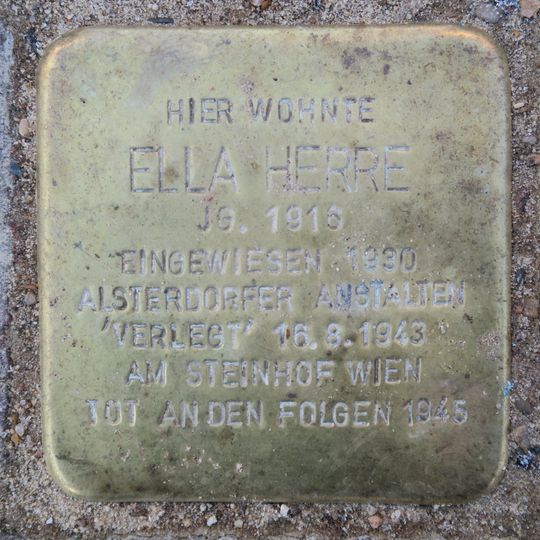 HIER WOHNTE
ELLA HERRE
JG. 1916
EINGEWIESEN 1930
ALSTERDORFER ANSTALTEN
'VERLEGT' 16.8.1943
AM STEINHOF WIEN
TOT AN DEN FOLGEN 1945